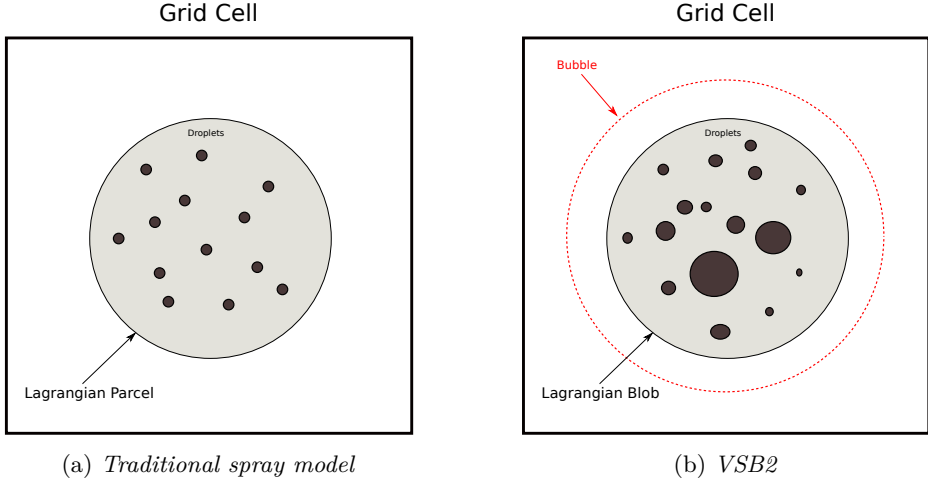 Grid Cell
Droplets
Lagrangian Parcel
(a) Traditional spray model
Grid Cell
Bubble
Droplets
Lagrangian Blob
(b) VSB2